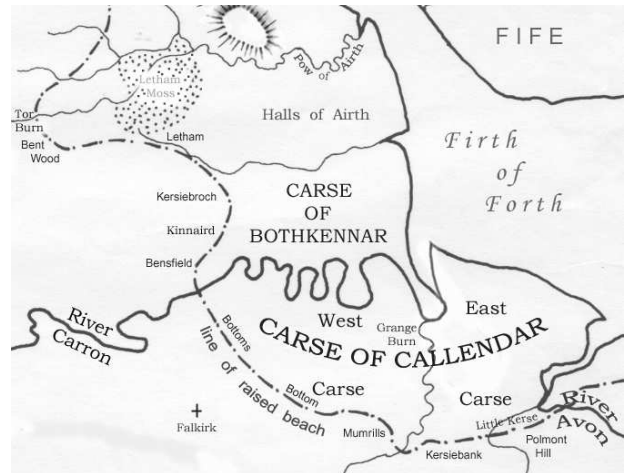 FIFE
Pow of Airth
Letham
Moss
Halls of Airth
Tor
Burn
Bent
Wood
Letham
Firth
of
Forth
Kersiebroch
CARSE
OF
BOTHKENNAR
Kinnaird
Bensfield
River
Carron
West
East
Grange
Burn
CARSE OF CALLENDAR
Bottoms
line of raised beach
Bottom
Carse
Carse
Falkirk
Mumrills
Little Kerse
River
Avon
Kersiebank
Polmont
Hill